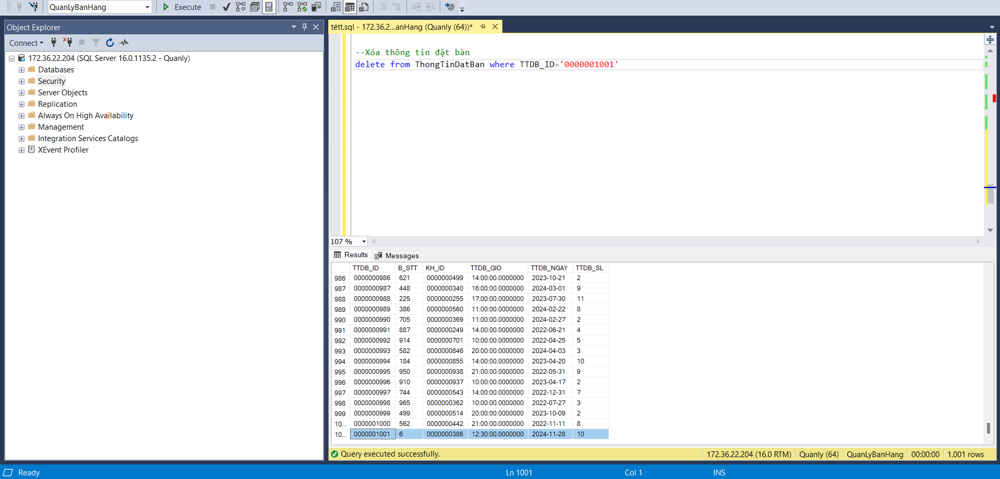 QuanLyBanHang
Execute
Object Explorer
Connect
172.36.22.204 (SQL Server 16.0.1135.2 - Quanly)
Databases
Security
Server Objects
Replication
Always On High Availability
Management
Integration Services Catalogs
XEvent Profiler
tétt.sql - 172.36.2...anHang (Quanly (64))*
--Xóa thông tin đặt bàn
delete from ThongTinDatBan where TTDB_ID='0000001001'
107 %
Results Messages
TTDB_ID B_STT KH_ID TTDB_GIO TTDB_NGAY TTDB_SL
986 0000000986 621 0000000499 14:00:00.0000000 2023-10-21 2
987 0000000987 448 0000000340 16:00:00.0000000 2024-03-01 9
988 0000000988 225 0000000255 17:00:00.0000000 2023-07-30 11
989 0000000989 386 0000000560 11:00:00.0000000 2024-02-22 8
990 0000000990 705 0000000369 11:00:00.0000000 2024-02-27 2
991 0000000991 887 0000000249 14:00:00.0000000 2022-06-21 4
992 0000000992 914 0000000701 10:00:00.0000000 2022-04-25 5
993 0000000993 582 0000000846 20:00:00.0000000 2024-04-03 3
994 0000000994 184 0000000855 14:00:00.0000000 2023-04-20 10
995 0000000995 950 0000000938 21:00:00.0000000 2022-05-31 9
996 0000000996 910 0000000937 10:00:00.0000000 2023-04-17 2
997 0000000997 744 0000000543 14:00:00.0000000 2022-12-31 7
998 0000000998 965 0000000362 10:00:00.0000000 2022-07-27 3
999 0000000999 499 0000000514 20:00:00.0000000 2023-10-09 2
10... 0000001000 562 0000000442 21:00:00.0000000 2022-11-11 8
10... 0000001001 6 0000000386 12:30:00.0000000 2024-11-28 10
Query executed successfully. 172.36.22.204 (16.0 RTM) Quanly (64) QuanLyBanHang 00:00:00 1.001 rows
Ready Ln 1001 Col 1 INS